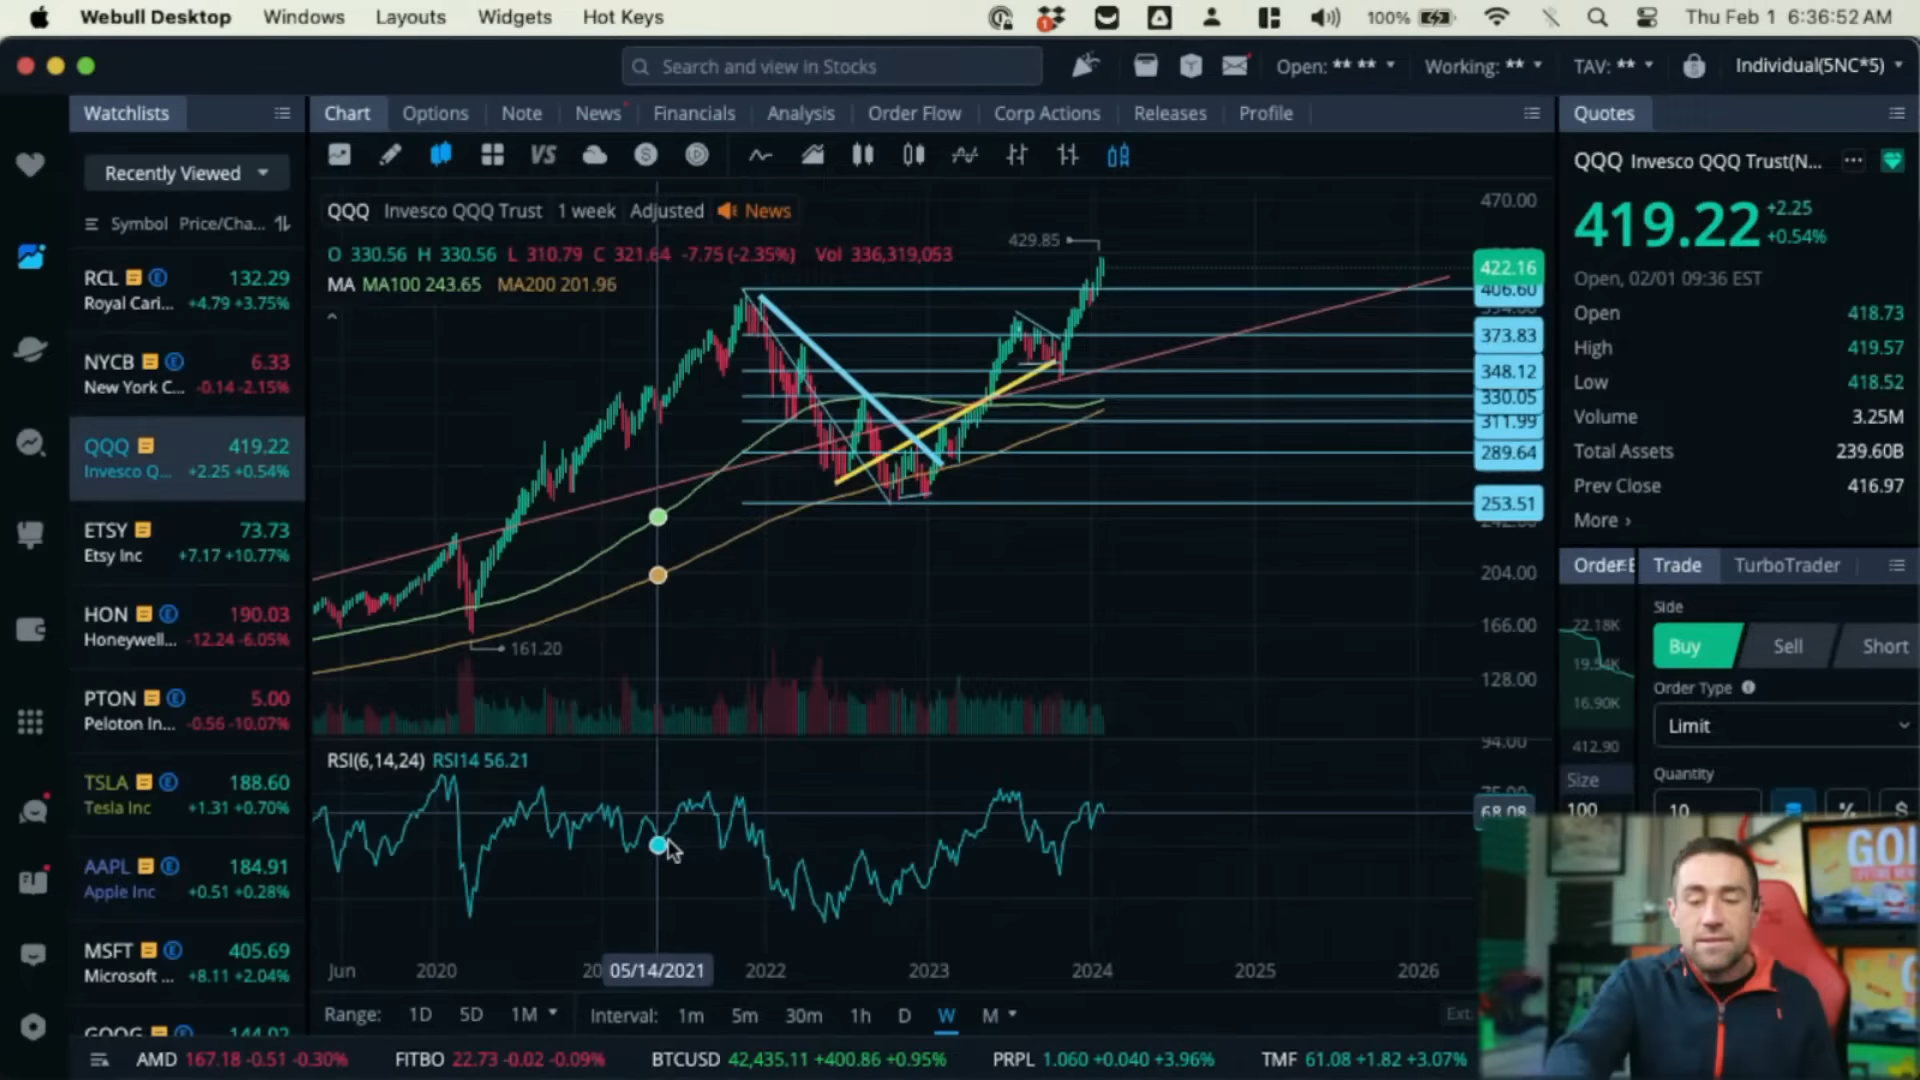 Webull Desktop Windows Layouts Widgets Hot Keys 1 100% Thu Feb 1 6:36:52 AM
Search and view in Stocks Open: ** ** Working: ** TAV: ** Individual(5NC*5)
Watchlists Chart Options Note News Financials Analysis Order Flow Corp Actions Releases Profile Quotes
Recently Viewed VS
Symbol Price/Cha...
RCL E 132.29
Royal Cari... +4.79 +3.75%
NYCB E 6.33
New York C... -0.14 -2.15%
QQQ 419.22
Invesco Q... +2.25 +0.54%
ETSY 73.73
Etsy Inc +7.17 +10.77%
HON E 190.03
Honeywell... -12.24 -6.05%
PTON E 5.00
Peloton In... -0.56 -10.07%
TSLA E 188.60
Tesla Inc +1.31 +0.70%
AAPL E 184.91
Apple Inc +0.51 +0.28%
MSFT E 405.69
Microsoft ... +8.11 +2.04%
GOOG 144.02
QQQ Invesco QQQ Trust 1 week Adjusted News
O 330.56 H 330.56 L 310.79 C 321.64 -7.75 (-2.35%) Vol 336,319,053
MA MA100 243.65 MA200 201.96
429.85
161.20
470.00
422.16
406.60
373.83
348.12
330.05
311.99
289.64
253.51
204.00
166.00
128.00
94.00
RSI(6,14,24) RSI14 56.21
68.08
Jun 2020 05/14/2021 2022 2023 2024 2025 2026
Range: 1D 5D 1M Interval: 1m 5m 30m 1h D W M Ext.
QQQ Invesco QQQ Trust(N... ...
419.22 +2.25
+0.54%
Open, 02/01 09:36 EST
Open 418.73
High 419.57
Low 418.52
Volume 3.25M
Total Assets 239.60B
Prev Close 416.97
More ›
Trade TurboTrader
Side
22.18K
Buy Sell Short
Order Type
16.90K
Limit
412.90
Size Quantity
100 10 % $
GOI
AMD 167.18 -0.51 -0.30% FITBO 22.73 -0.02 -0.09% BTCUSD 42,435.11 +400.86 +0.95% PRPL 1.060 +0.040 +3.96% TMF 61.08 +1.82 +3.07%